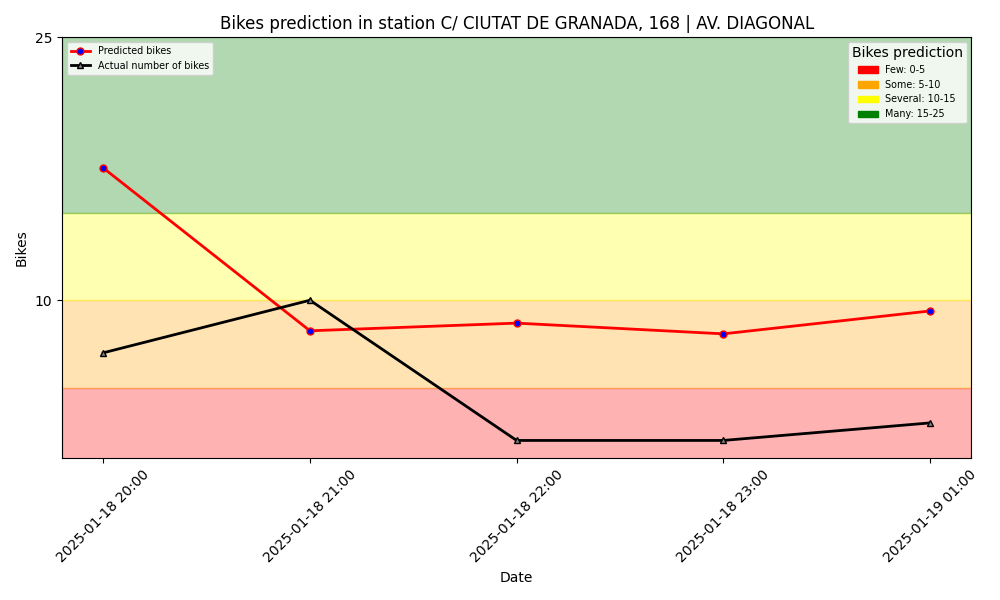 Bikes prediction in station C/ CIUTAT DE GRANADA, 168 | AV. DIAGONAL
25
Predicted bikes
Actual number of bikes
Bikes prediction
Few: 0-5
Some: 5-10
Several: 10-15
Many: 15-25
Bikes
10
2025-01-18 20:00
2025-01-18 21:00
2025-01-18 22:00
2025-01-18 23:00
2025-01-19 01:00
Date